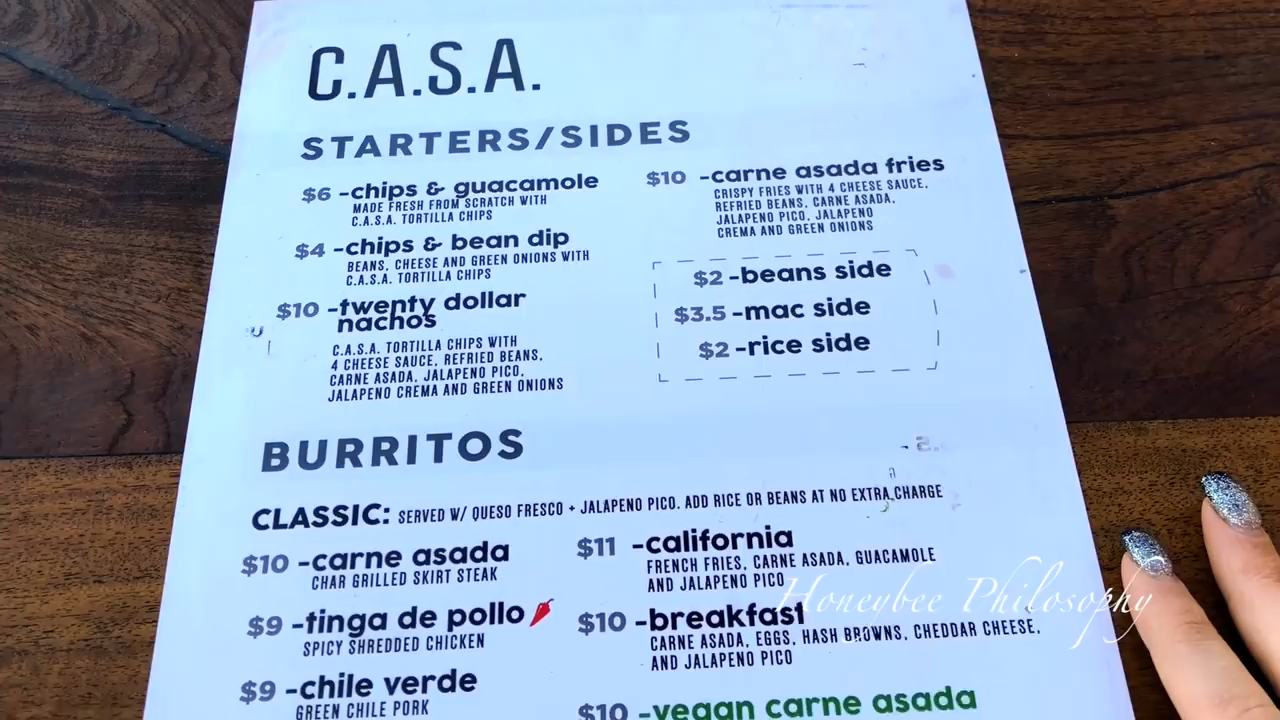 C.A.S.A.
STARTERS/SIDES
$6 -chips & guacamole
MADE FRESH FROM SCRATCH WITH
C.A.S.A. TORTILLA CHIPS
$4 -chips & bean dip
BEANS, CHEESE AND GREEN ONIONS WITH
C.A.S.A. TORTILLA CHIPS
$10 -twenty dollar
nachos
C.A.S.A. TORTILLA CHIPS WITH
4 CHEESE SAUCE, REFRIED BEANS,
CARNE ASADA, JALAPENO PICO,
JALAPENO CREMA AND GREEN ONIONS
$10 -carne asada fries
CRISPY FRIES WITH 4 CHEESE SAUCE,
REFRIED BEANS, CARNE ASADA,
JALAPENO PICO, JALAPENO
CREMA AND GREEN ONIONS
$2 -beans side
$3.5 -mac side
$2 -rice side
BURRITOS
CLASSIC: SERVED W/ QUESO FRESCO + JALAPENO PICO. ADD RICE OR BEANS AT NO EXTRA CHARGE
$10 -carne asada
CHAR GRILLED SKIRT STEAK
$9 -tinga de pollo
SPICY SHREDDED CHICKEN
$9 -chile verde
GREEN CHILE PORK
$11 -california
FRENCH FRIES, CARNE ASADA, GUACAMOLE
AND JALAPENO PICO
$10 -breakfast
CARNE ASADA, EGGS, HASH BROWNS, CHEDDAR CHEESE,
AND JALAPENO PICO
$10 -vegan carne asada
Honeybee Philosophy